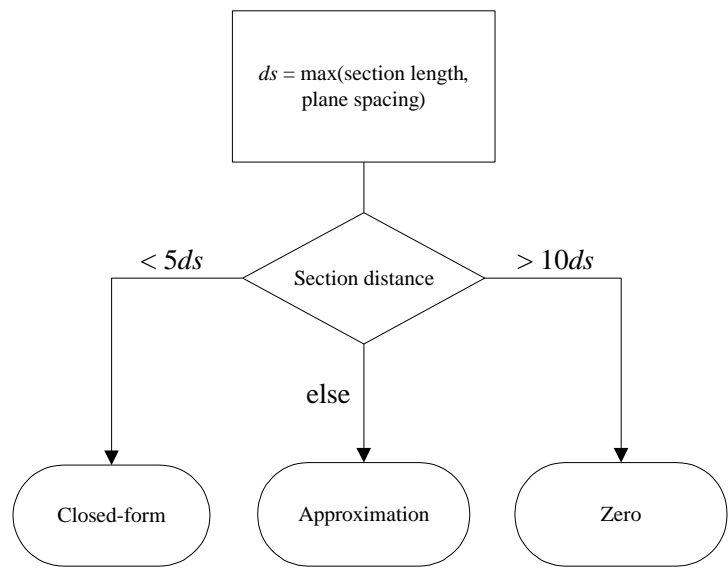 ds = max(section length,
plane spacing)
< 5ds
Section distance
> 10ds
else
Closed-form
Approximation
Zero